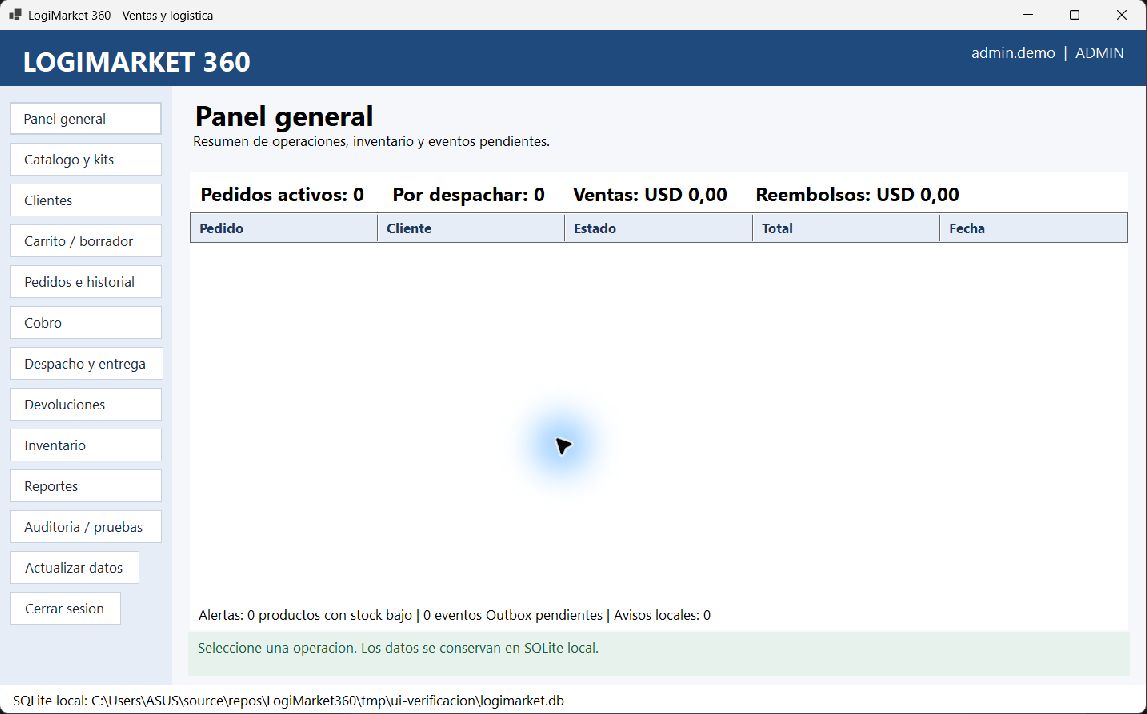 LogiMarket 360 - Ventas y logistica
LOGIMARKET 360
admin.demo | ADMIN
Panel general
Catalogo y kits
Clientes
Carrito / borrador
Pedidos e historial
Cobro
Despacho y entrega
Devoluciones
Inventario
Reportes
Auditoria / pruebas
Actualizar datos
Cerrar sesion
Panel general
Resumen de operaciones, inventario y eventos pendientes.
Pedidos activos: 0 Por despachar: 0 Ventas: USD 0,00 Reembolsos: USD 0,00
Pedido Cliente Estado Total Fecha
Alertas: 0 productos con stock bajo | 0 eventos Outbox pendientes | Avisos locales: 0
Seleccione una operacion. Los datos se conservan en SQLite local.
SQLite local: C:\Users\ASUS\source\repos\LogiMarket360\tmp\ui-verificacion\logimarket.db